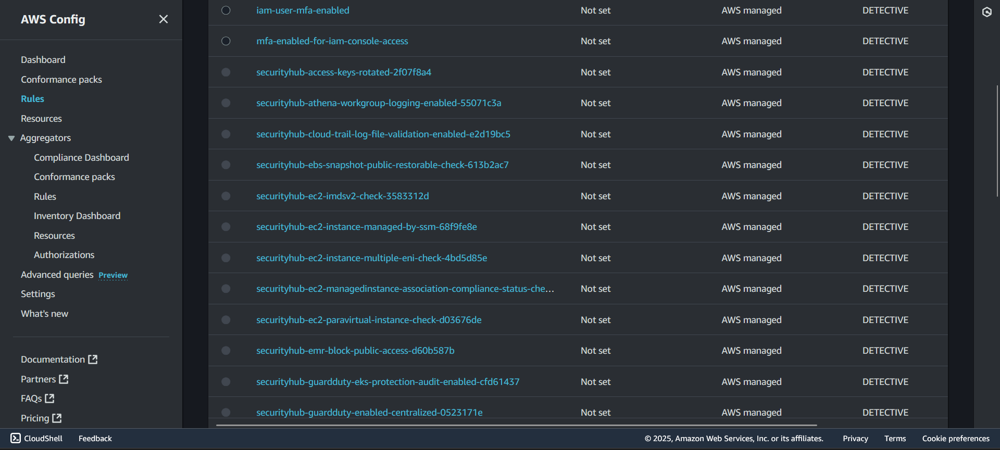 AWS Config
Dashboard
Conformance packs
Rules
Resources
Aggregators
Compliance Dashboard
Conformance packs
Rules
Inventory Dashboard
Resources
Authorizations
Advanced queries Preview
Settings
What's new
Documentation
Partners
FAQs
Pricing
iam-user-mfa-enabled Not set AWS managed DETECTIVE
mfa-enabled-for-iam-console-access Not set AWS managed DETECTIVE
securityhub-access-keys-rotated-2f07f8a4 Not set AWS managed DETECTIVE
securityhub-athena-workgroup-logging-enabled-55071c3a Not set AWS managed DETECTIVE
securityhub-cloud-trail-log-file-validation-enabled-e2d19bc5 Not set AWS managed DETECTIVE
securityhub-ebs-snapshot-public-restorable-check-613b2ac7 Not set AWS managed DETECTIVE
securityhub-ec2-imdsv2-check-3583312d Not set AWS managed DETECTIVE
securityhub-ec2-instance-managed-by-ssm-68f9fe8e Not set AWS managed DETECTIVE
securityhub-ec2-instance-multiple-eni-check-4bd5d85e Not set AWS managed DETECTIVE
securityhub-ec2-managedinstance-association-compliance-status-che... Not set AWS managed DETECTIVE
securityhub-ec2-paravirtual-instance-check-d03676de Not set AWS managed DETECTIVE
securityhub-emr-block-public-access-d60b587b Not set AWS managed DETECTIVE
securityhub-guardduty-eks-protection-audit-enabled-cfd61437 Not set AWS managed DETECTIVE
securityhub-guardduty-enabled-centralized-0523171e Not set AWS managed DETECTIVE
CloudShell Feedback © 2025, Amazon Web Services, Inc. or its affiliates. Privacy Terms Cookie preferences